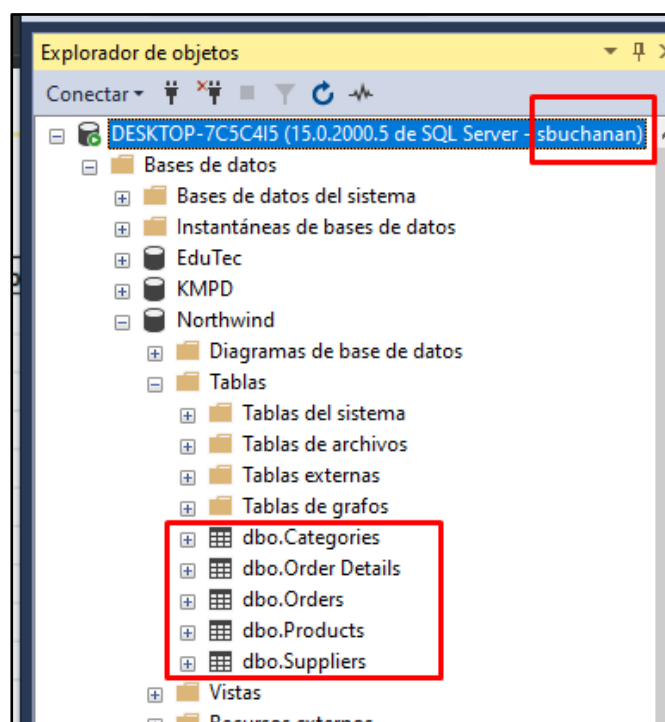 Explorador de objetos
Conectar
DESKTOP-7C5C4I5 (15.0.2000.5 de SQL Server - sbuchanan)
Bases de datos
Bases de datos del sistema
Instantáneas de bases de datos
EduTec
KMPD
Northwind
Diagramas de base de datos
Tablas
Tablas del sistema
Tablas de archivos
Tablas externas
Tablas de grafos
dbo.Categories
dbo.Order Details
dbo.Orders
dbo.Products
dbo.Suppliers
Vistas
Recursos externos